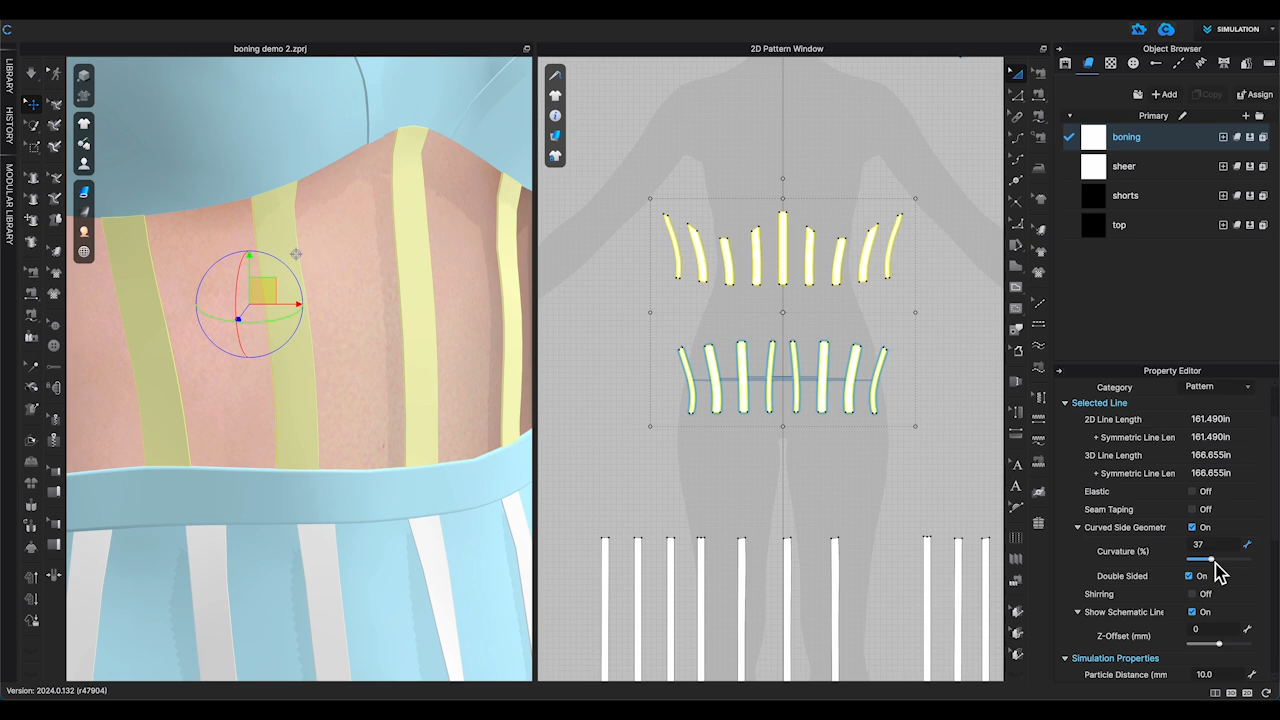 SIMULATION
boning demo 2.zprj
2D Pattern Window
Object Browser
LIBRARY
HISTORY
MODULAR LIBRARY
+ Add
Copy
Assign
Primary
boning
sheer
shorts
top
Property Editor
Category
Pattern
Selected Line
2D Line Length 161.490in
+ Symmetric Line Len 161.490in
3D Line Length 166.655in
+ Symmetric Line Len 166.655in
Elastic Off
Seam Taping Off
Curved Side Geometr On
Curvature (%) 37
Double Sided On
Shirring Off
Show Schematic Line On
Z-Offset (mm) 0
Simulation Properties
Particle Distance (mm 10.0
Version: 2024.0.132 (r47904)
3D
2D